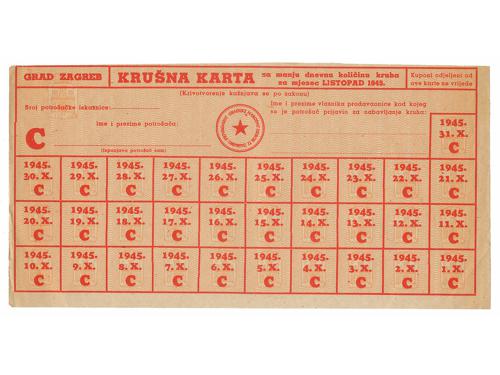 GRAD ZAGREB
KRUŠNA KARTA
za manju dnevnu količinu kruha
za mjesec LISTOPAD 1945.
Kuponi odjeljeni od
ove karte ne vrijede
(Krivotvorenje kažnjava se po zakonu)
Broj potrošačke iskaznice:
Ime i prezime vlasnika prodavaonice kod kojeg
se je potrošač prijavio za nabavljanje kruha:
C
Ime i prezime potrošača:
(Ispunjava potrošač sam)
1945.
31. X.
C
1945. 1945. 1945. 1945. 1945. 1945. 1945. 1945. 1945. 1945.
30. X. 29. X. 28. X. 27. X. 26. X. 25. X. 24. X. 23. X. 22. X. 21. X.
C C C C C C C C C C
1945. 1945. 1945. 1945. 1945. 1945. 1945. 1945. 1945. 1945.
20. X. 19. X. 18. X. 17. X. 16. X. 15. X. 14. X. 13. X. 12. X. 11. X.
C C C C C C C C C C
1945. 1945. 1945. 1945. 1945. 1945. 1945. 1945. 1945. 1945.
10. X. 9. X. 8. X. 7. X. 6. X. 5. X. 4. X. 3. X. 2. X. 1. X.
C C C C C C C C C C